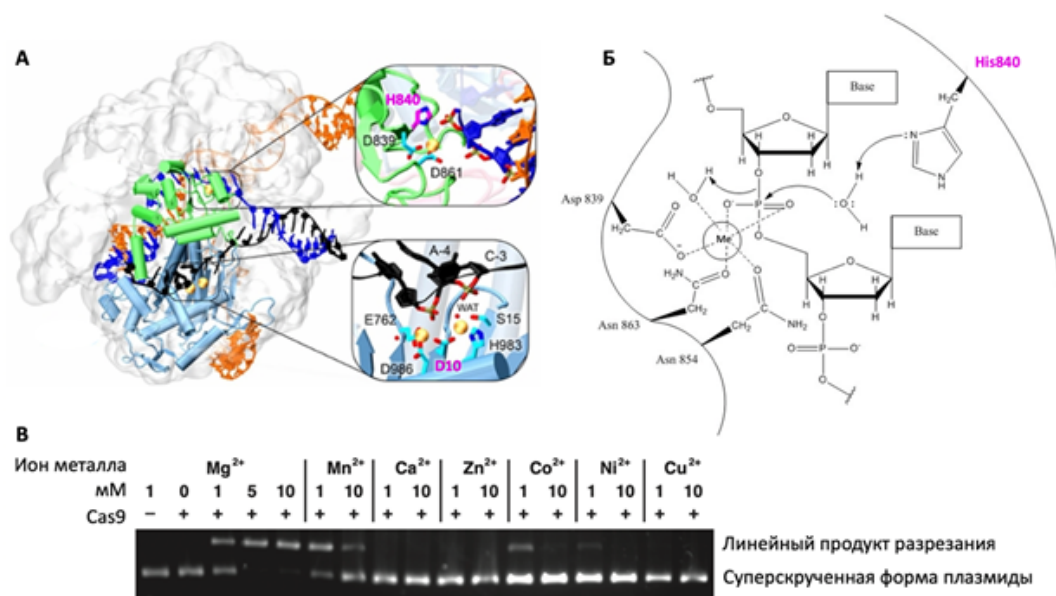 А
H840
D839
D861
A-4
C-3
E762
WAT
S15
H983
D986
D10
Б
His840
Base
Asp 839
H₂C
Me
Base
H₂N
Asn 863
NH₂
Asn 854
В
Ион металла Mg²⁺ Mn²⁺ Ca²⁺ Zn²⁺ Co²⁺ Ni²⁺ Cu²⁺
мМ 1 0 1 5 10 1 10 1 10 1 10 1 10 1 10 1 10
Cas9 − + + + + + + + + + + + + + + + +
Линейный продукт разрезания
Суперскрученная форма плазмиды